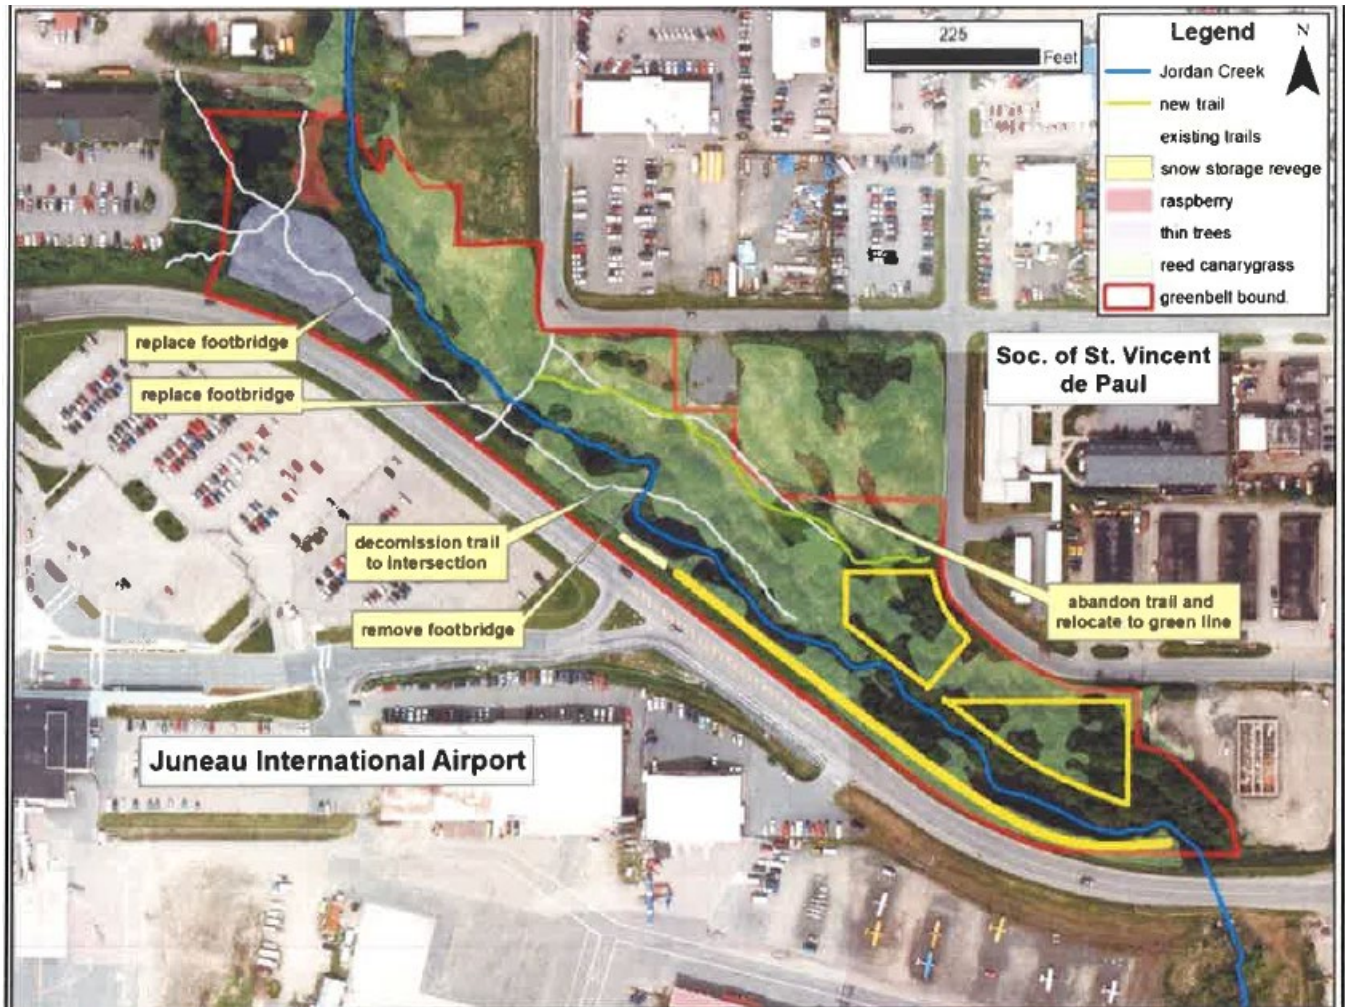 225
Feet
Legend
N
Jordan Creek
new trail
existing trails
snow storage revege
raspberry
thin trees
reed canarygrass
greenbelt bound.
replace footbridge
replace footbridge
Soc. of St. Vincent
de Paul
decomission trail
to intersection
remove footbridge
abandon trail and
relocate to green line
Juneau International Airport